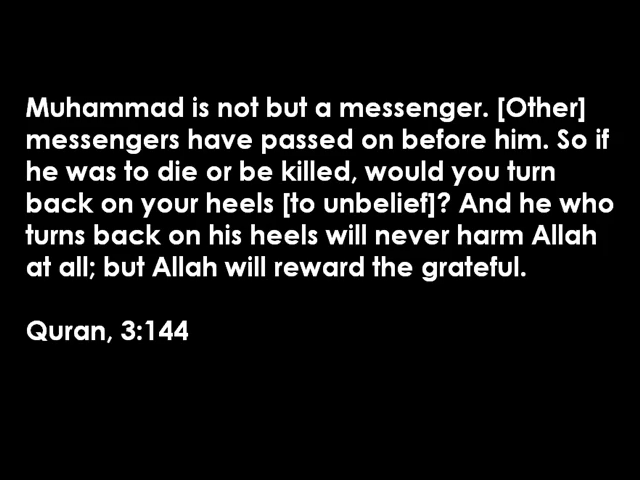 Muhammad is not but a messenger. [Other]
messengers have passed on before him. So if
he was to die or be killed, would you turn
back on your heels [to unbelief]? And he who
turns back on his heels will never harm Allah
at all; but Allah will reward the grateful.
Quran, 3:144